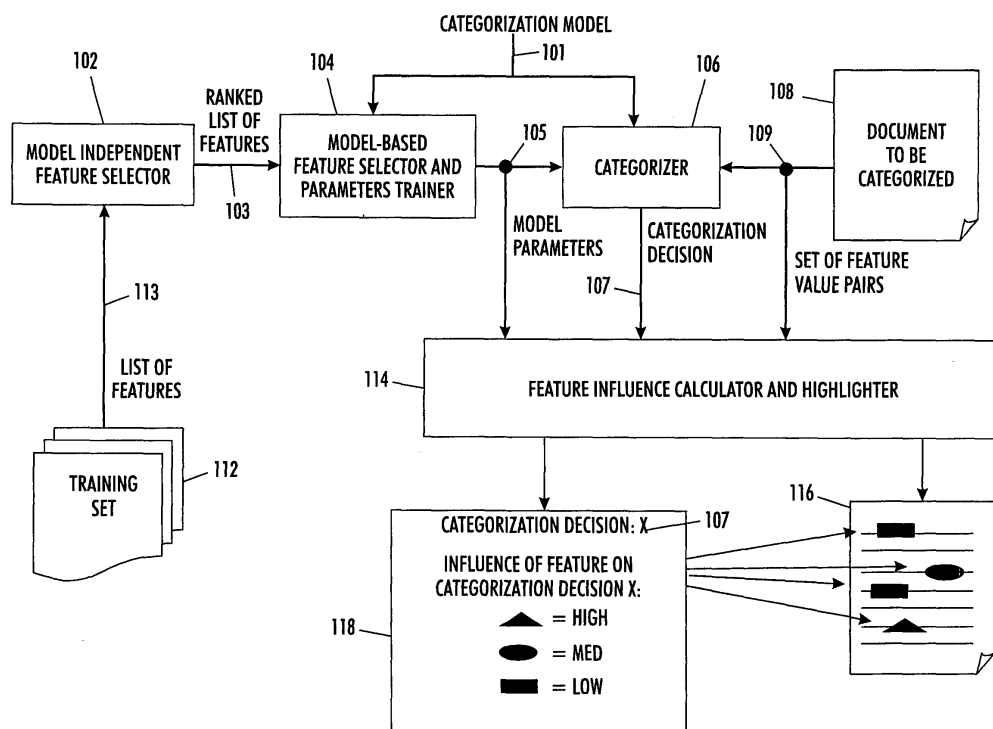 CATEGORIZATION MODEL
101
102
MODEL INDEPENDENT
FEATURE SELECTOR
RANKED
LIST OF
FEATURES
103
104
MODEL-BASED
FEATURE SELECTOR AND
PARAMETERS TRAINER
105
106
CATEGORIZER
109
108
DOCUMENT
TO BE
CATEGORIZED
MODEL
PARAMETERS
CATEGORIZATION
DECISION
107
SET OF FEATURE
VALUE PAIRS
113
LIST OF
FEATURES
112
TRAINING
SET
114
FEATURE INFLUENCE CALCULATOR AND HIGHLIGHTER
118
CATEGORIZATION DECISION: X
107
INFLUENCE OF FEATURE ON
CATEGORIZATION DECISION X:
= HIGH
= MED
= LOW
116